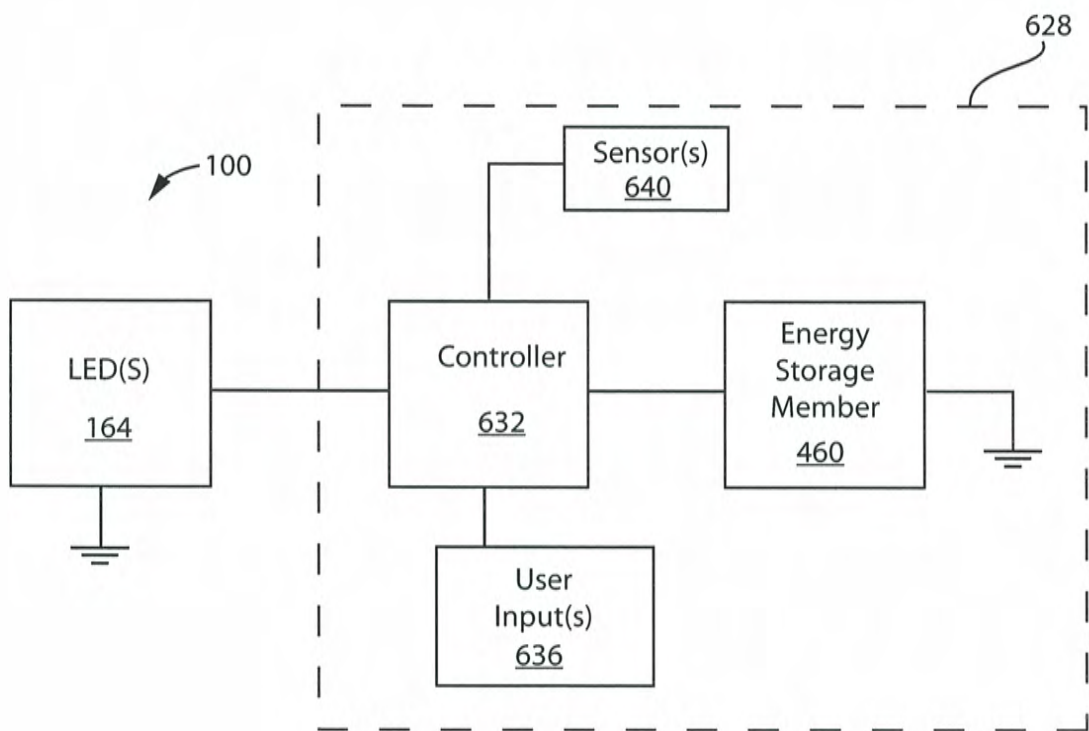 628
100
Sensor(s)
640
LED(S)
164
Controller
632
Energy
Storage
Member
460
User
Input(s)
636